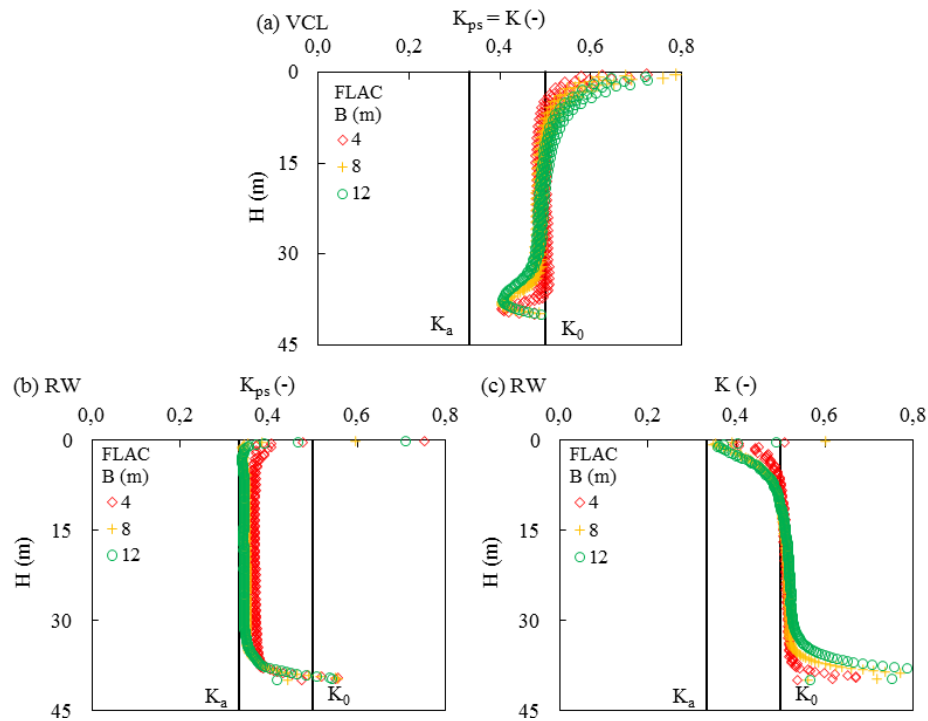 (a) VCL
K_ps = K (-)
0,0 0,2 0,4 0,6 0,8
0
15
30
45
H (m)
FLAC
B (m)
4
8
12
K_a
K_0
(b) RW
K_ps (-)
0,0 0,2 0,4 0,6 0,8
0
15
30
45
H (m)
FLAC
B (m)
4
8
12
K_a
K_0
(c) RW
K (-)
0,0 0,2 0,4 0,6 0,8
0
15
30
45
H (m)
FLAC
B (m)
4
8
12
K_a
K_0